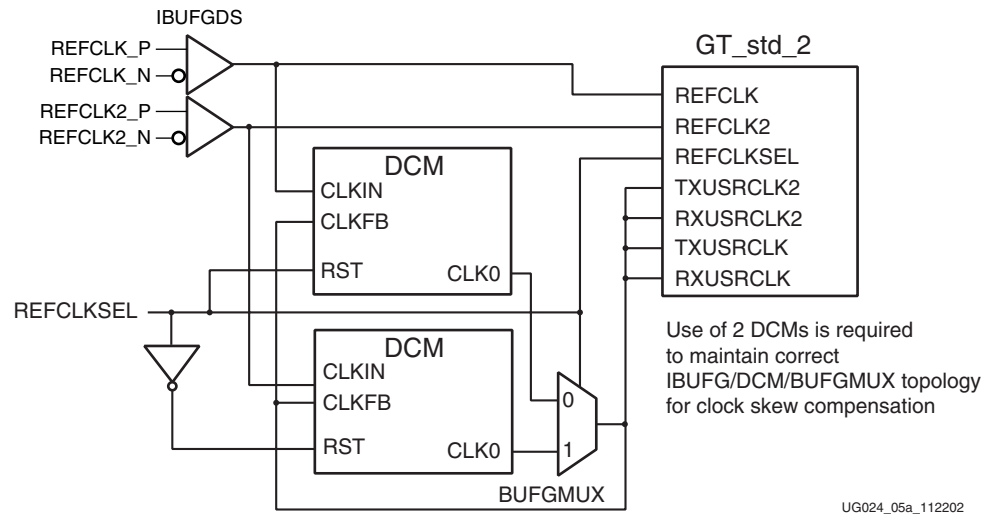 IBUFGDS
REFCLK_P
REFCLK_N
REFCLK2_P
REFCLK2_N
GT_std_2
REFCLK
REFCLK2
REFCLKSEL
TXUSRCLK2
RXUSRCLK2
TXUSRCLK
RXUSRCLK
DCM
CLKIN
CLKFB
RST
CLK0
REFCLKSEL
DCM
CLKIN
CLKFB
RST
CLK0
0
1
BUFGMUX
Use of 2 DCMs is required
to maintain correct
IBUFG/DCM/BUFGMUX topology
for clock skew compensation
UG024_05a_112202